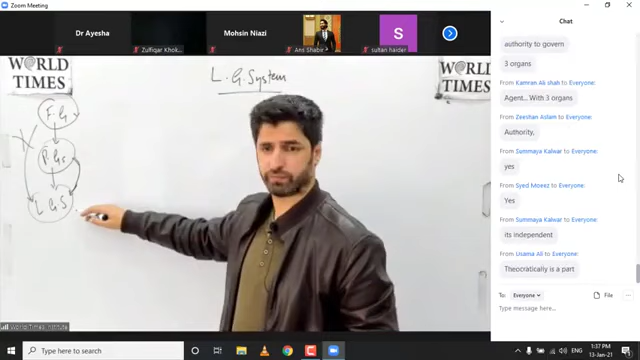 Zoom Meeting
Dr Ayesha
Zulfiqar Khok...
Mohsin Niazi
Ans Shabir
sultan haider
S
W@RLD
TIMES
W@RLD
TIMES
L.G.System
F.G
P.Gs
L G S
World Times Institute
Chat
authority to govern
3 organs
From Kamran Ali shah to Everyone:
Agent... With 3 organs
From Zeeshan Aslam to Everyone:
Authority,
From Summaya Kalwar to Everyone:
yes
From Syed Moeez to Everyone:
Yes
From Summaya Kalwar to Everyone:
its independent
From Usama Ali to Everyone:
Theocratically is a part
To: Everyone
File
Type message here...
Type here to search
1:37 PM
13-Jan-21